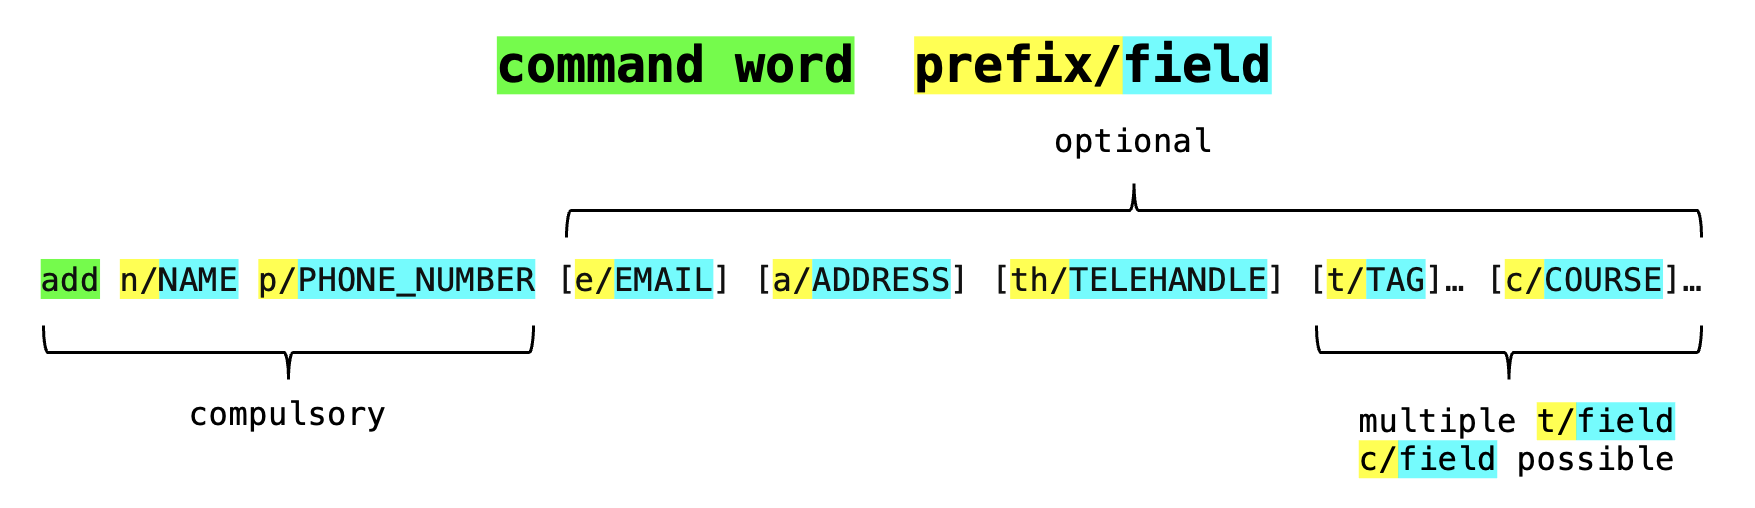 command word prefix/field
optional
add n/NAME p/PHONE_NUMBER [e/EMAIL] [a/ADDRESS] [th/TELEHANDLE] [t/TAG]… [c/COURSE]…
compulsory
multiple t/field
c/field possible